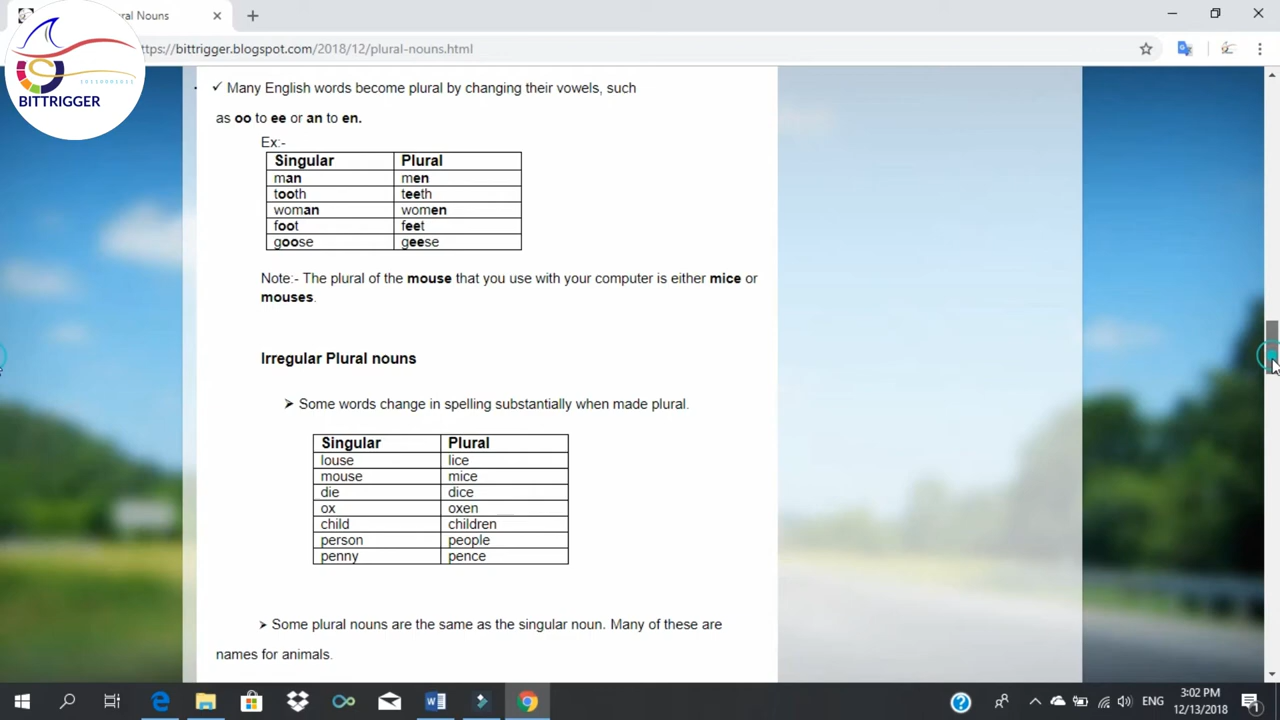 lural Nouns
ttps://bittrigger.blogspot.com/2018/12/plural-nouns.html
BITTRIGGER
✓ Many English words become plural by changing their vowels, such
as oo to ee or an to en.
Ex:-
Singular Plural
man men
tooth teeth
woman women
foot feet
goose geese
Note:- The plural of the mouse that you use with your computer is either mice or
mouses.
Irregular Plural nouns
➢ Some words change in spelling substantially when made plural.
Singular Plural
louse lice
mouse mice
die dice
ox oxen
child children
person people
penny pence
➢ Some plural nouns are the same as the singular noun. Many of these are
names for animals.
ENG
3:02 PM
12/13/2018
1